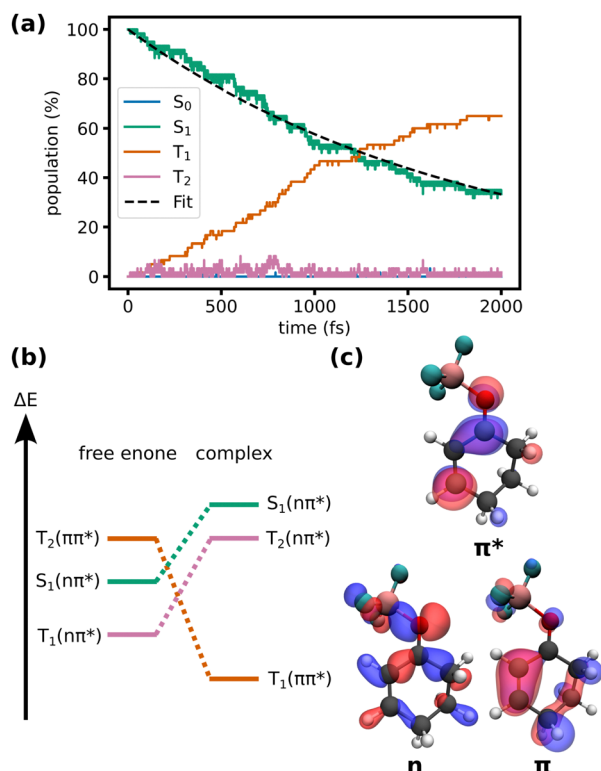 (a)
population (%)
100
80
60
40
20
0
S₀
S₁
T₁
T₂
Fit
0 500 1000 1500 2000
time (fs)
(b)
ΔE
free enone complex
S₁(nπ*)
T₂(ππ*)
T₂(nπ*)
S₁(nπ*)
T₁(nπ*)
T₁(ππ*)
(c)
π*
n π